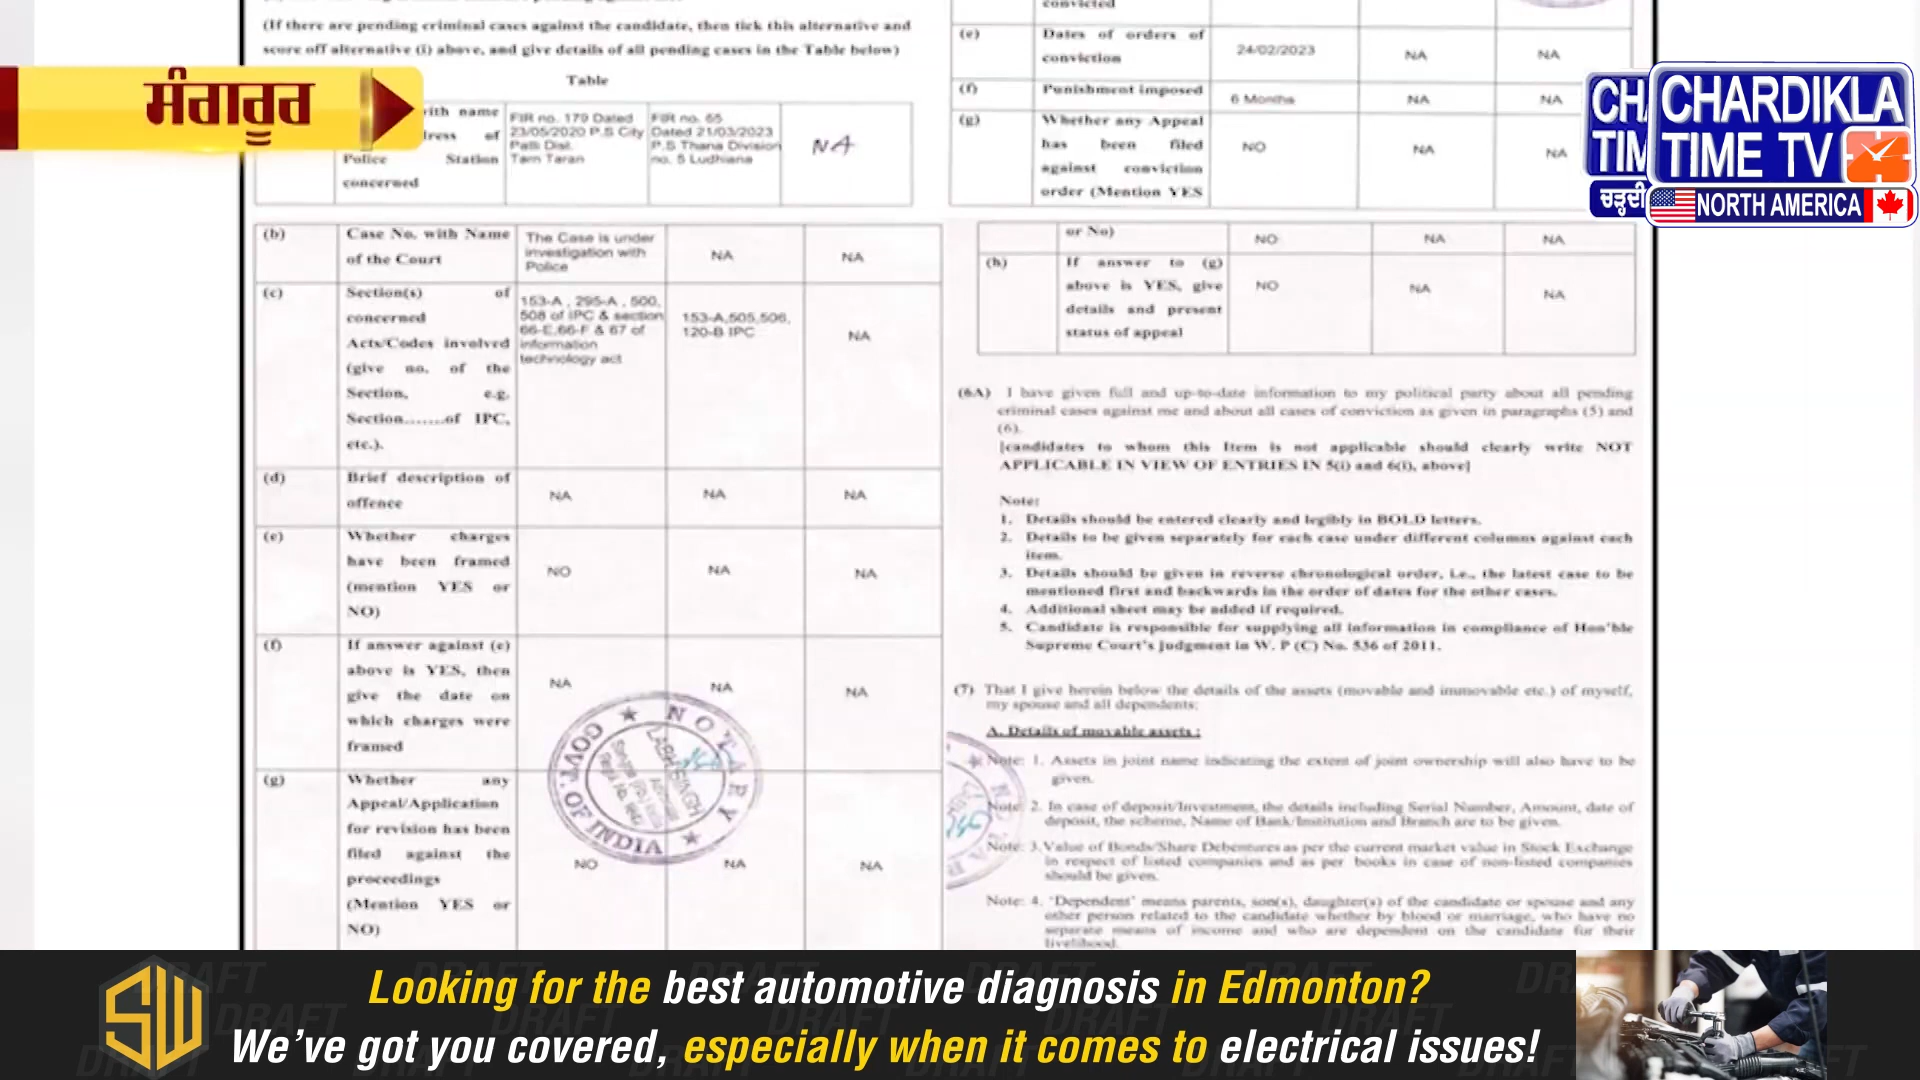 (If there are pending criminal cases against the candidate, then tick this alternative and
score off alternative (i) above, and give details of all pending cases in the Table below)
Table
ਸੰਗਰੂਰ
with name
of
Police Station
concerned
FIR no. 179 Dated
23/05/2020 P.S City
Patti Dist.
Tarn Taran
FIR no. 65
Dated 21/03/2023
P.S Thana Division
no. 5 Ludhiana
NA
(b)
Case No. with Name
of the Court
The Case is under
investigation with
Police
NA
NA
(c)
Section(s) of
concerned
Acts/Codes involved
(give no. of the
Section, e.g.
Section.......of IPC,
etc.).
153-A , 295-A , 500,
508 of IPC & section
66-E,66-F & 67 of
information
technology act
153-A,505,506,
120-B IPC
NA
(d)
Brief description of
offence
NA
NA
NA
(e)
Whether charges
have been framed
(mention YES or
NO)
NO
NA
NA
(f)
If answer against (e)
above is YES, then
give the date on
which charges were
framed
NA
NA
NA
(g)
Whether any
Appeal/Application
for revision has been
filed against the
proceedings
(Mention YES or
NO)
NO
NA
NA
NOTARY
GOVT. OF INDIA
LABH SINGH
convicted
(e)
Dates of orders of
conviction
24/02/2023
NA
NA
(f)
Punishment imposed
6 Months
NA
NA
(g)
Whether any Appeal
has been filed
against conviction
order (Mention YES
NO
NA
NA
or No)
NO
NA
NA
(h)
If answer to (g)
above is YES, give
details and present
status of appeal
NO
NA
NA
(6A) I have given full and up-to-date information to my political party about all pending
criminal cases against me and about all cases of conviction as given in paragraphs (5) and
(6).
[candidates to whom this Item is not applicable should clearly write NOT
APPLICABLE IN VIEW OF ENTRIES IN 5(i) and 6(i), above]
Note:
1. Details should be entered clearly and legibly in BOLD letters.
2. Details to be given separately for each case under different columns against each
item.
3. Details should be given in reverse chronological order, i.e., the latest case to be
mentioned first and backwards in the order of dates for the other cases.
4. Additional sheet may be added if required.
5. Candidate is responsible for supplying all information in compliance of Hon'ble
Supreme Court's judgment in W. P (C) No. 536 of 2011.
(7) That I give herein below the details of the assets (movable and immovable etc.) of myself,
my spouse and all dependents:
A. Details of movable assets :
Note: 1. Assets in joint name indicating the extent of joint ownership will also have to be
given.
Note: 2. In case of deposit/Investment, the details including Serial Number, Amount, date of
deposit, the scheme, Name of Bank/Institution and Branch are to be given.
Note: 3. Value of Bonds/Share Debentures as per the current market value in Stock Exchange
in respect of listed companies and as per books in case of non-listed companies
should be given.
Note: 4. 'Dependent' means parents, son(s), daughter(s) of the candidate or spouse and any
other person related to the candidate whether by blood or marriage, who have no
separate means of income and who are dependent on the candidate for their
livelihood.
CHARDIKLA
TIME TV
NORTH AMERICA
CH
TIM
ਚੜ੍ਹਦੀ
SW
Looking for the best automotive diagnosis in Edmonton?
We've got you covered, especially when it comes to electrical issues!
DRAFT